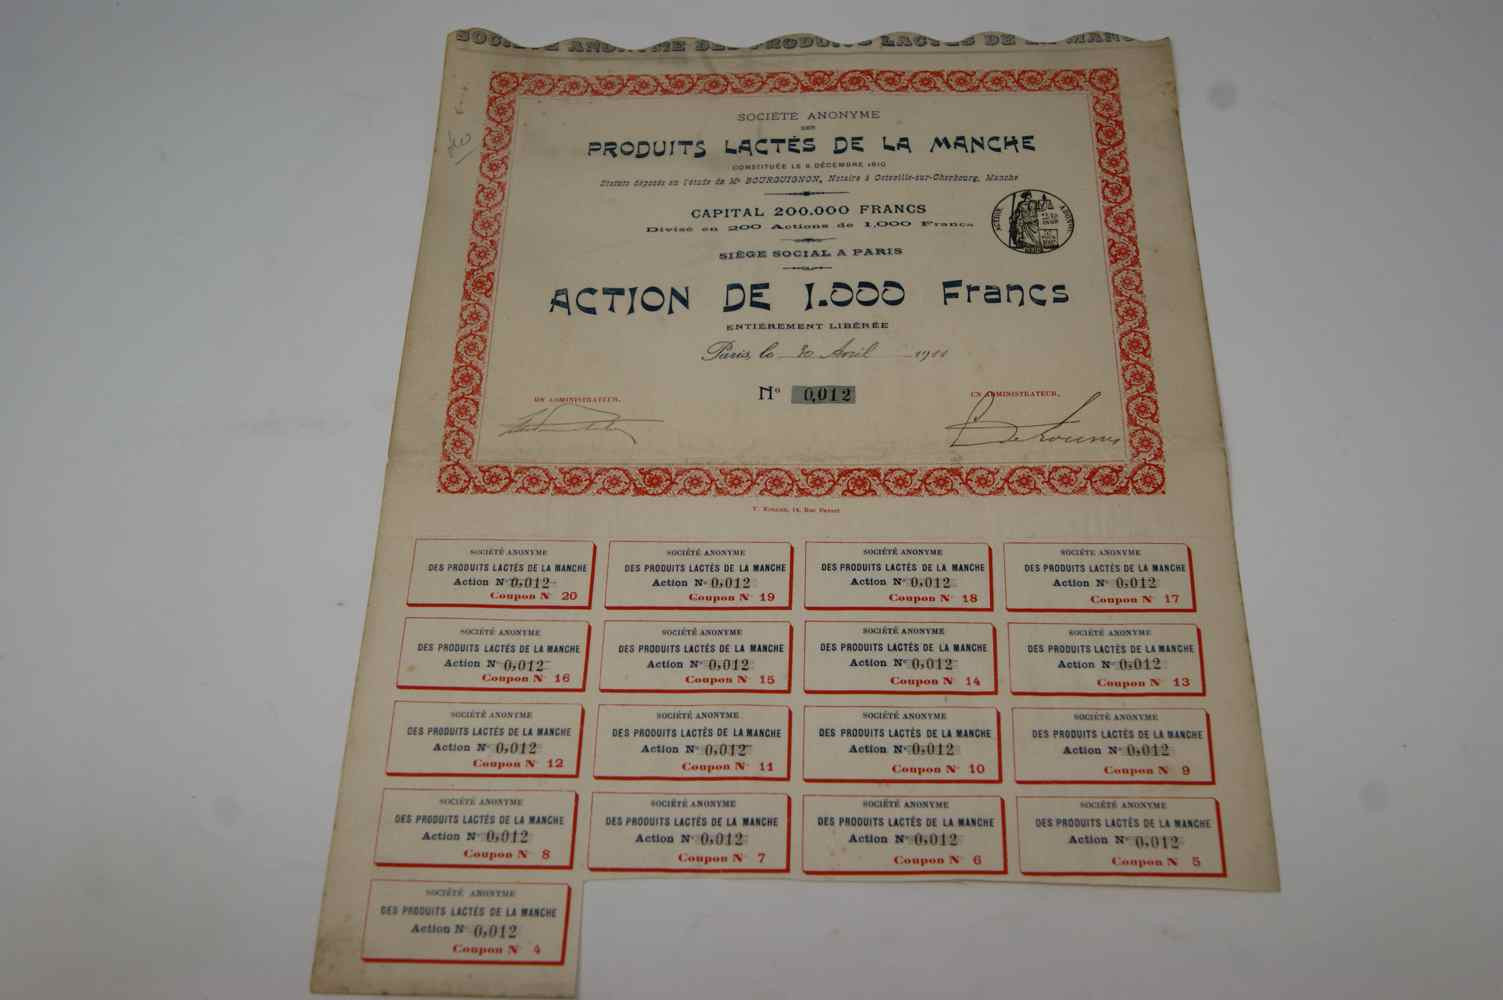 SOCIÉTÉ ANONYME DES PRODUITS LACTÉS DE LA MAN
SOCIÉTÉ ANONYME
DES
PRODUITS LACTÉS DE LA MANCHE
CONSTITUÉE LE 6 DÉCEMBRE 1910
Statuts déposés en l'étude de Me BOURGUIGNON, Notaire à Octeville-sur-Cherbourg, Manche
CAPITAL 200.000 FRANCS
Divisé en 200 Actions de 1.000 Francs
SIÈGE SOCIAL A PARIS
ACTION ANONYME
ACTION DE 1.000 Francs
ENTIÈREMENT LIBÉRÉE
Paris, le 30 Avril 1911
No 0,012
UN ADMINISTRATEUR,
UN ADMINISTRATEUR,
14, Rue
SOCIÉTÉ ANONYME
DES PRODUITS LACTÉS DE LA MANCHE
Action No 0,012
Coupon No 20
SOCIÉTÉ ANONYME
DES PRODUITS LACTÉS DE LA MANCHE
Action No 0,012
Coupon No 19
SOCIÉTÉ ANONYME
DES PRODUITS LACTÉS DE LA MANCHE
Action No 0,012
Coupon No 18
SOCIÉTÉ ANONYME
DES PRODUITS LACTÉS DE LA MANCHE
Action No 0,012
Coupon No 17
SOCIÉTÉ ANONYME
DES PRODUITS LACTÉS DE LA MANCHE
Action No 0,012
Coupon No 16
SOCIÉTÉ ANONYME
DES PRODUITS LACTÉS DE LA MANCHE
Action No 0,012
Coupon No 15
SOCIÉTÉ ANONYME
DES PRODUITS LACTÉS DE LA MANCHE
Action No 0,012
Coupon No 14
SOCIÉTÉ ANONYME
DES PRODUITS LACTÉS DE LA MANCHE
Action No 0,012
Coupon No 13
SOCIÉTÉ ANONYME
DES PRODUITS LACTÉS DE LA MANCHE
Action No 0,012
Coupon No 12
SOCIÉTÉ ANONYME
DES PRODUITS LACTÉS DE LA MANCHE
Action No 0,012
Coupon No 11
SOCIÉTÉ ANONYME
DES PRODUITS LACTÉS DE LA MANCHE
Action No 0,012
Coupon No 10
SOCIÉTÉ ANONYME
DES PRODUITS LACTÉS DE LA MANCHE
Action No 0,012
Coupon No 9
SOCIÉTÉ ANONYME
DES PRODUITS LACTÉS DE LA MANCHE
Action No 0,012
Coupon No 8
SOCIÉTÉ ANONYME
DES PRODUITS LACTÉS DE LA MANCHE
Action No 0,012
Coupon No 7
SOCIÉTÉ ANONYME
DES PRODUITS LACTÉS DE LA MANCHE
Action No 0,012
Coupon No 6
SOCIÉTÉ ANONYME
DES PRODUITS LACTÉS DE LA MANCHE
Action No 0,012
Coupon No 5
SOCIÉTÉ ANONYME
DES PRODUITS LACTÉS DE LA MANCHE
Action No 0,012
Coupon No 4